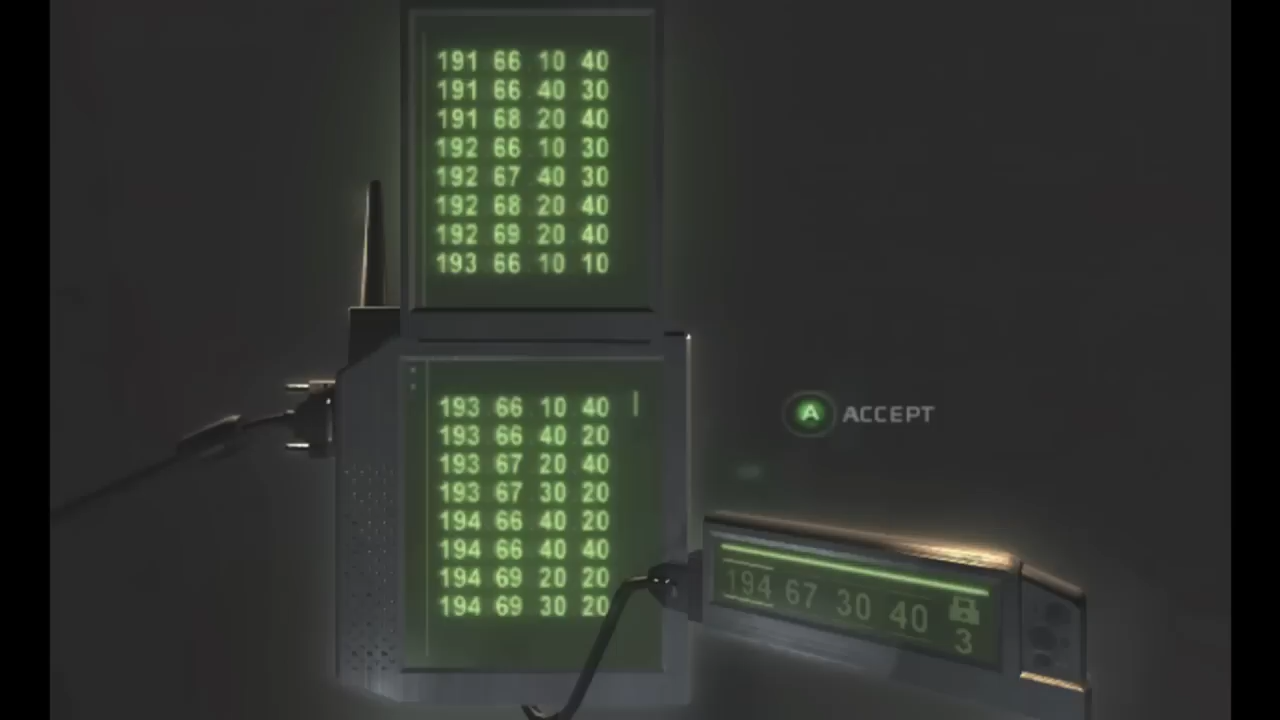 191 66 10 40
191 66 40 30
191 68 20 40
192 66 10 30
192 67 40 30
192 68 20 40
192 69 20 40
193 66 10 10
193 66 10 40
193 66 40 20
193 67 20 40
193 67 30 20
194 66 40 20
194 66 40 40
194 69 20 20
194 69 30 20
A ACCEPT
194 67 30 40
3